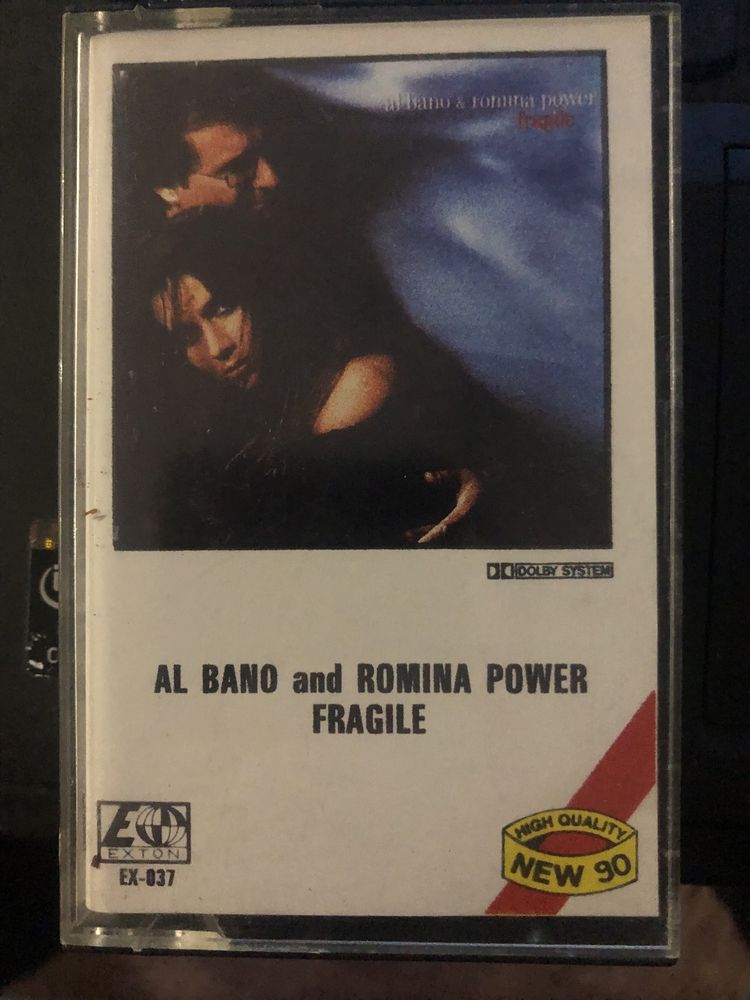 al bano & romina power
fragile
DOLBY SYSTEM
AL BANO and ROMINA POWER
FRAGILE
EXTON
EX-037
HIGH QUALITY
NEW 90